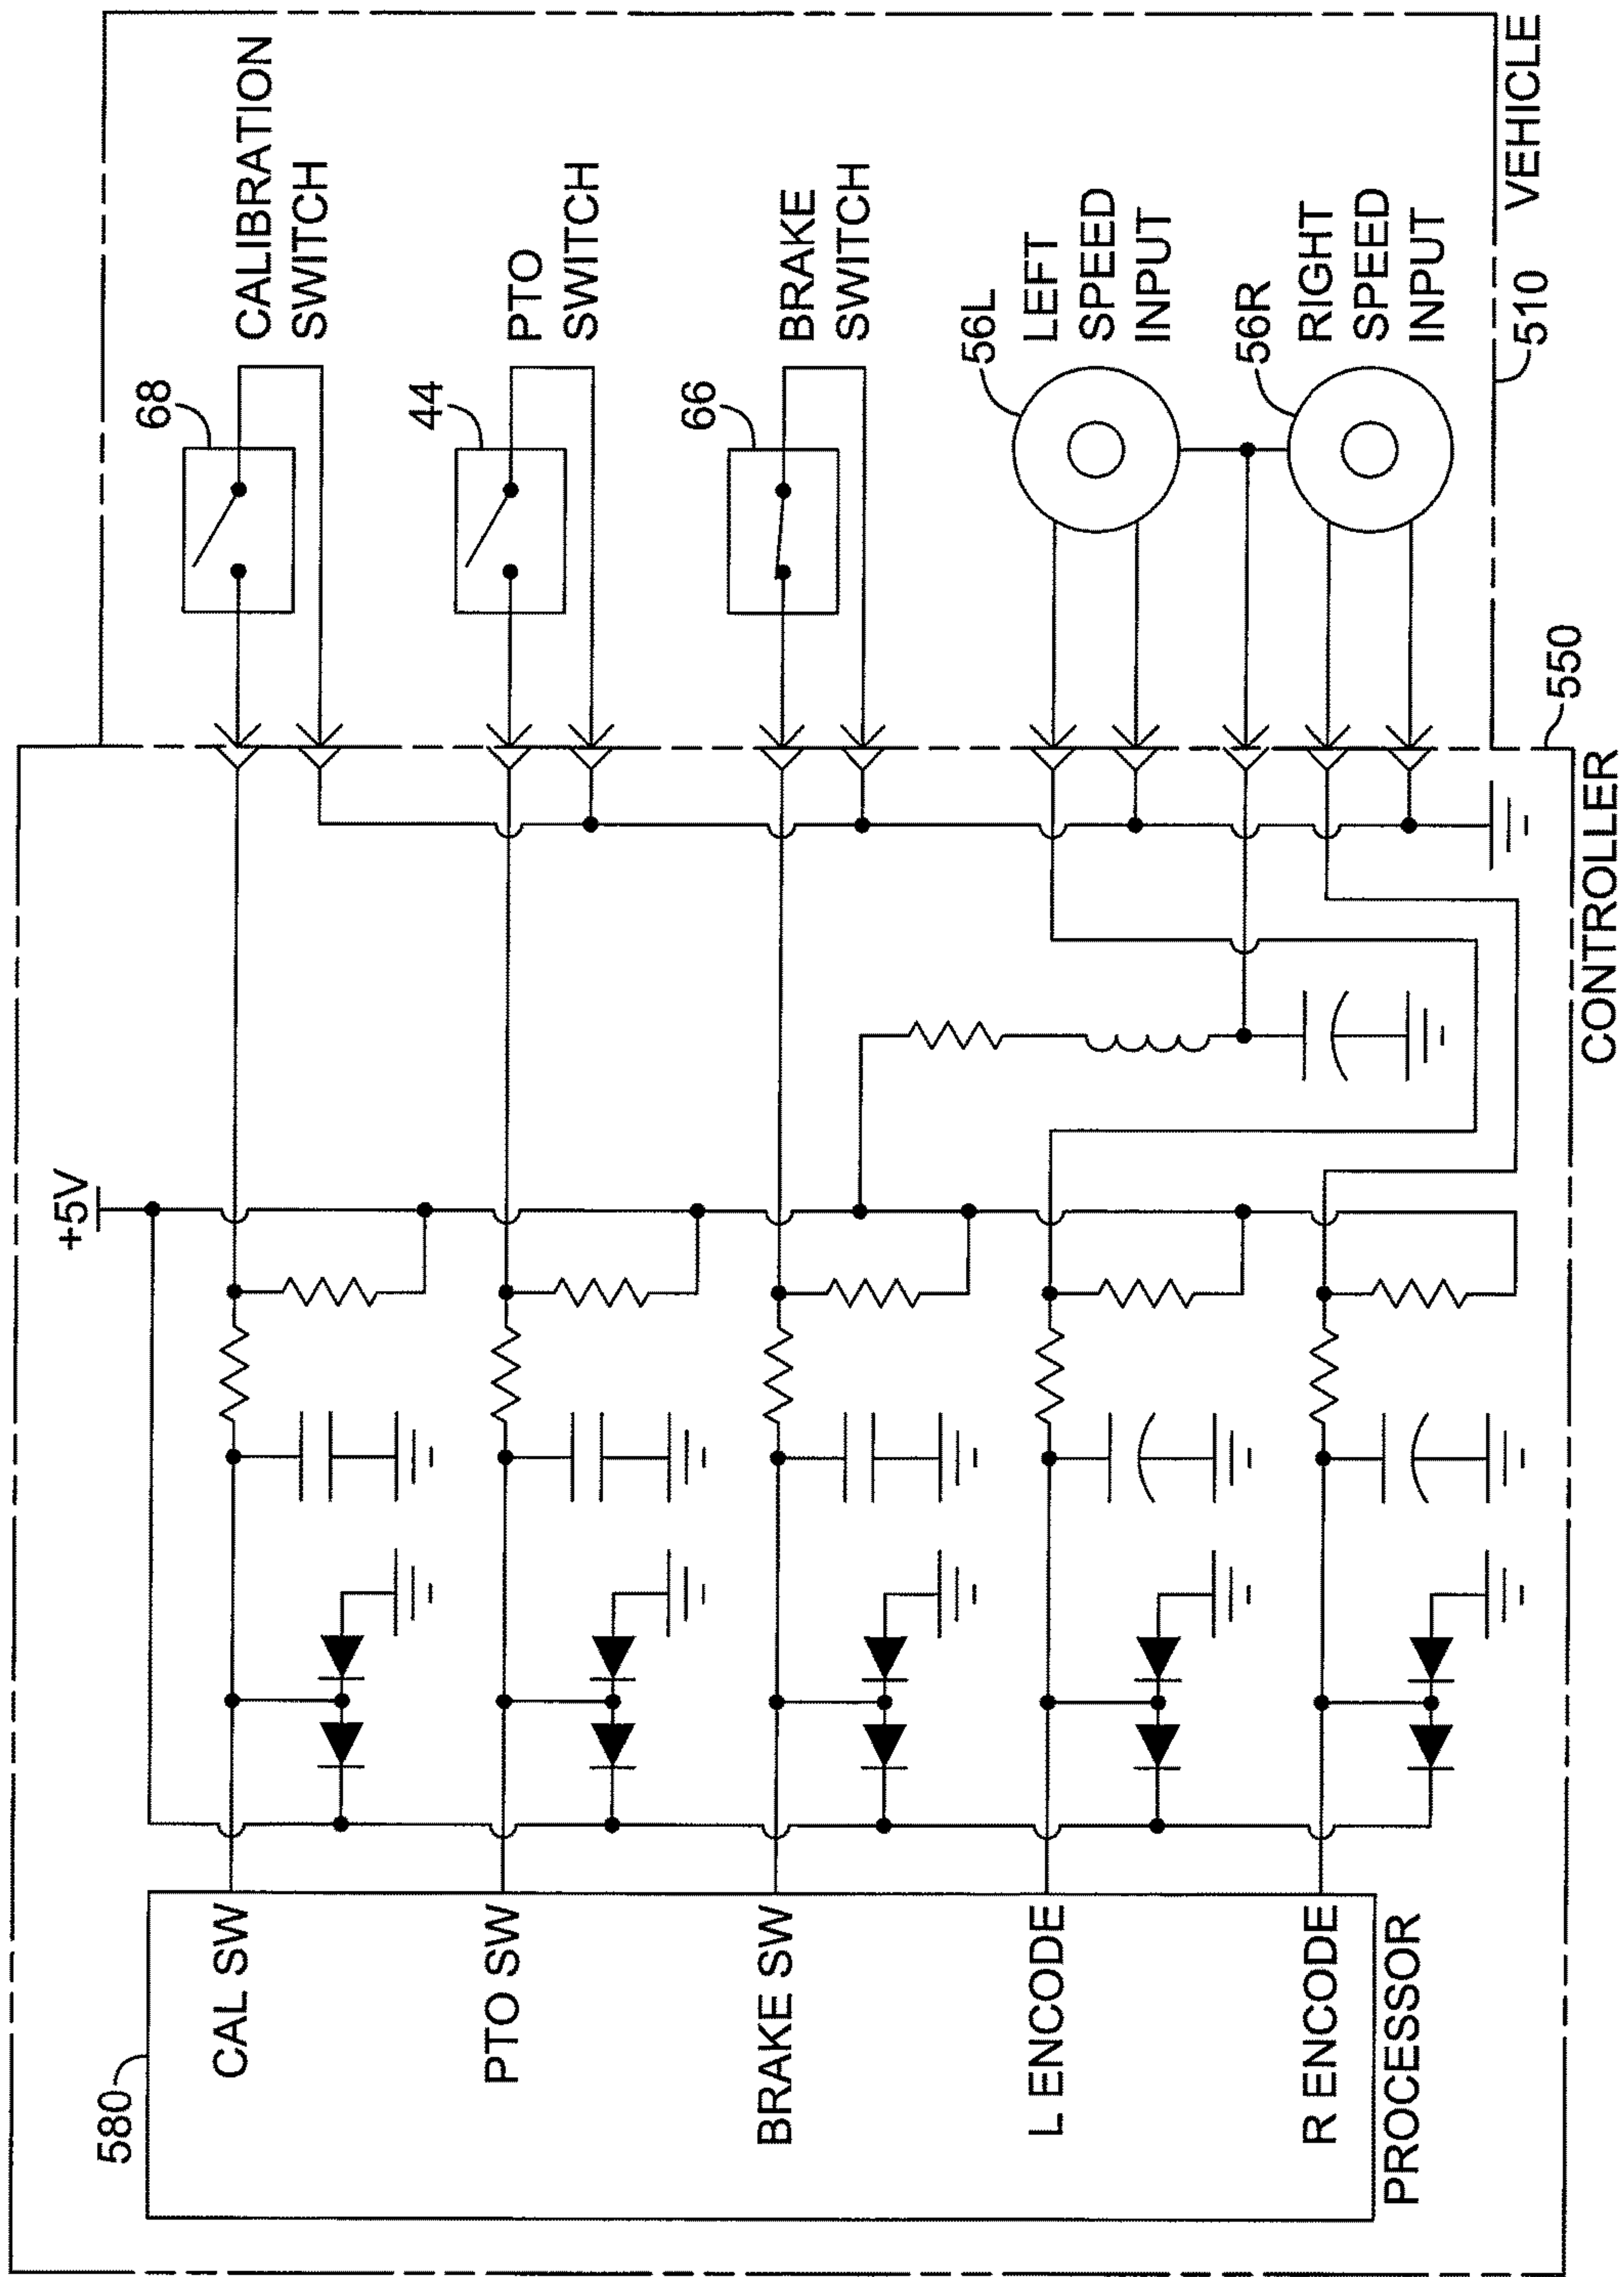 580
CAL SW
PTO SW
BRAKE SW
L ENCODE
R ENCODE
PROCESSOR
+5V
CONTROLLER
550
68
CALIBRATION
SWITCH
44
PTO
SWITCH
66
BRAKE
SWITCH
56L
LEFT
SPEED
INPUT
56R
RIGHT
SPEED
INPUT
510
VEHICLE